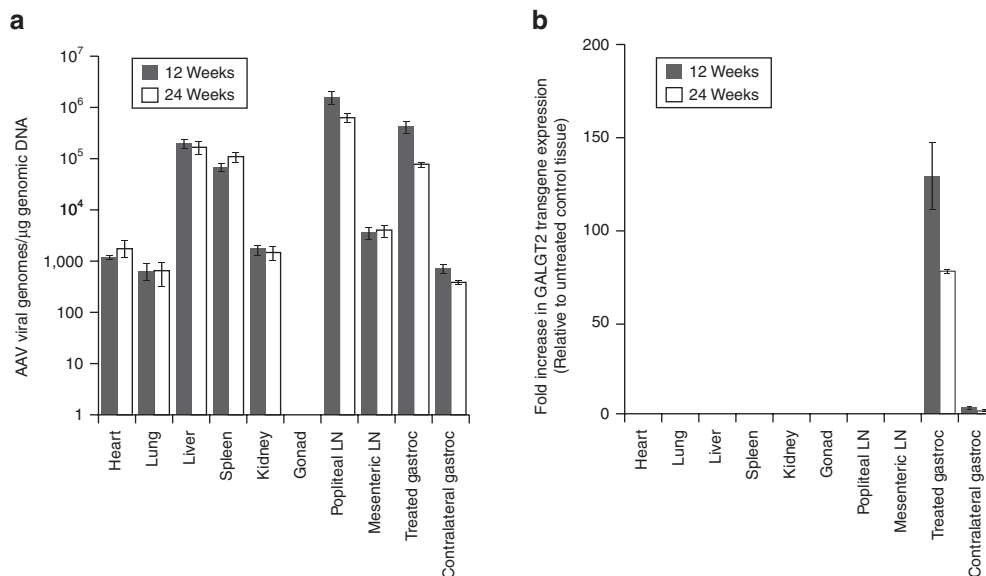 a
AAV viral genomes/µg genomic DNA
10⁷
10⁶
10⁵
10⁴
1,000
100
10
1
12 Weeks
24 Weeks
Heart
Lung
Liver
Spleen
Kidney
Gonad
Popliteal LN
Mesenteric LN
Treated gastroc
Contralateral gastroc
b
Fold increase in GALGT2 transgene expression
(Relative to untreated control tissue)
200
150
100
50
0
12 Weeks
24 Weeks
Heart
Lung
Liver
Spleen
Kidney
Gonad
Popliteal LN
Mesenteric LN
Treated gastroc
Contralateral gastroc